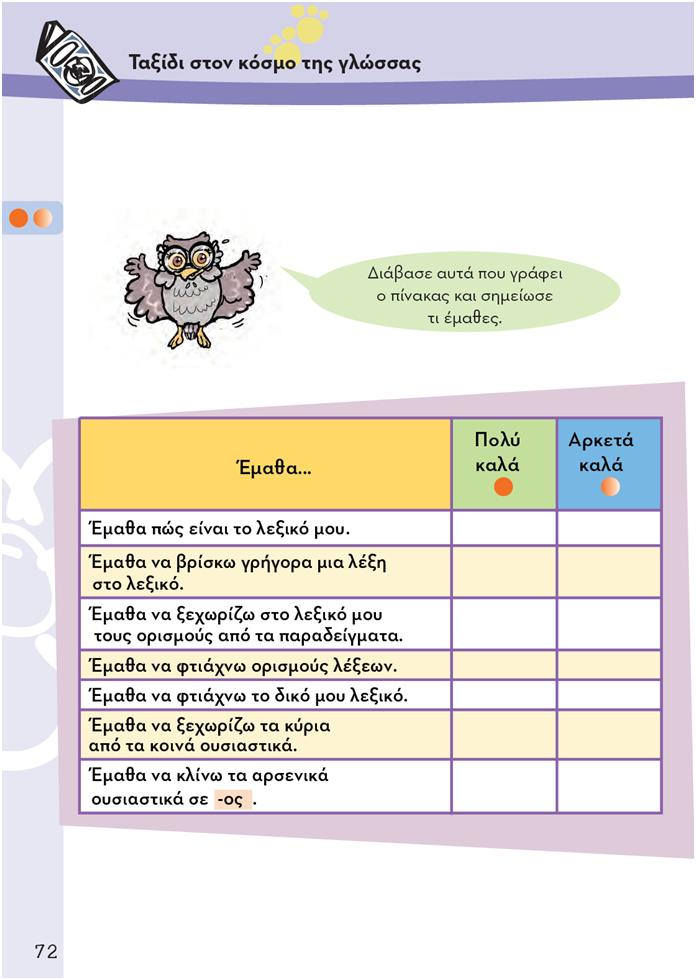 Ταξίδι στον κόσμο της γλώσσας
Διάβασε αυτά που γράφει
ο πίνακας και σημείωσε
τι έμαθες.
Έμαθα...
Πολύ
καλά
Αρκετά
καλά
Έμαθα πώς είναι το λεξικό μου.
Έμαθα να βρίσκω γρήγορα μια λέξη
στο λεξικό.
Έμαθα να ξεχωρίζω στο λεξικό μου
τους ορισμούς από τα παραδείγματα.
Έμαθα να φτιάχνω ορισμούς λέξεων.
Έμαθα να φτιάχνω το δικό μου λεξικό.
Έμαθα να ξεχωρίζω τα κύρια
από τα κοινά ουσιαστικά.
Έμαθα να κλίνω τα αρσενικά
ουσιαστικά σε -ος .
72